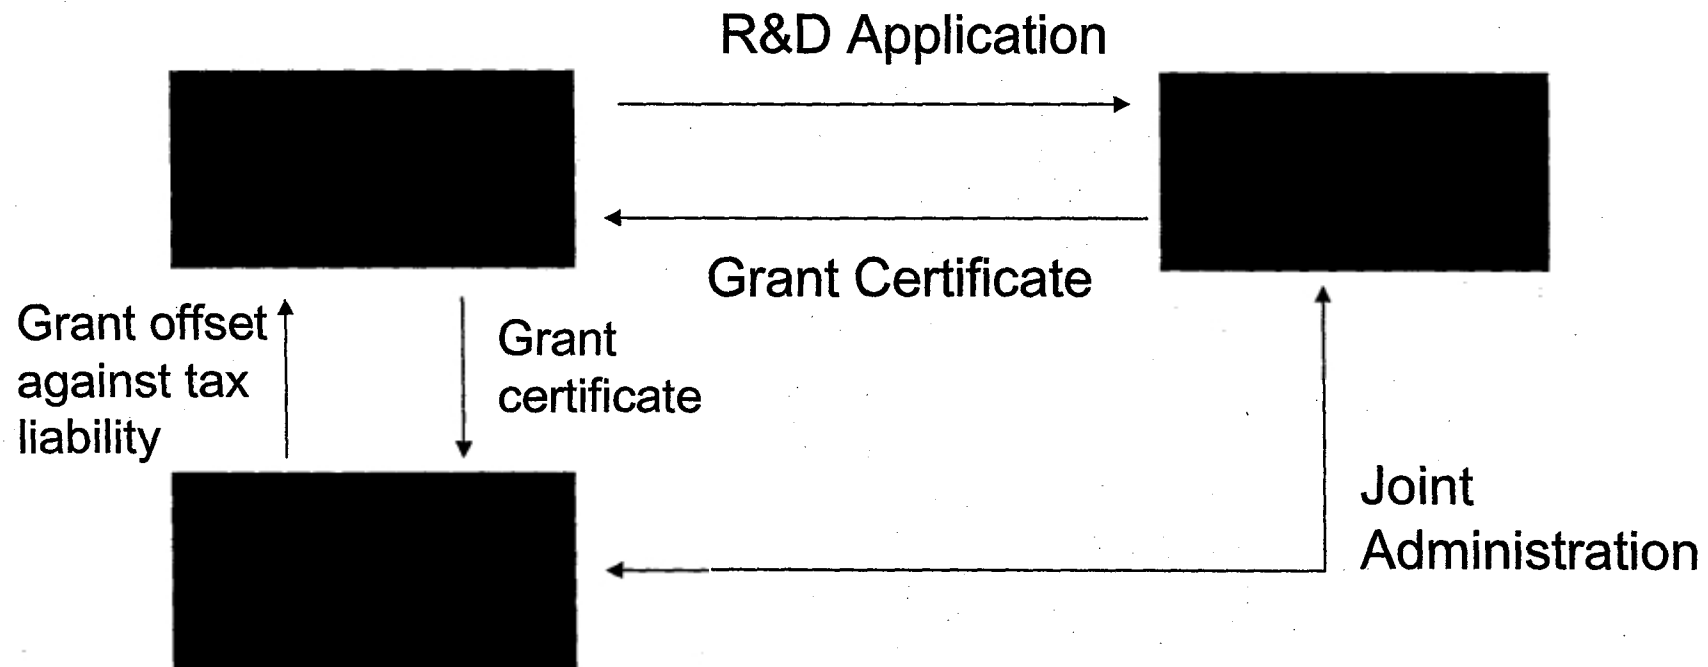 R&D Application
Grant Certificate
Grant offset
against tax
liability
Grant
certificate
Joint
Administration